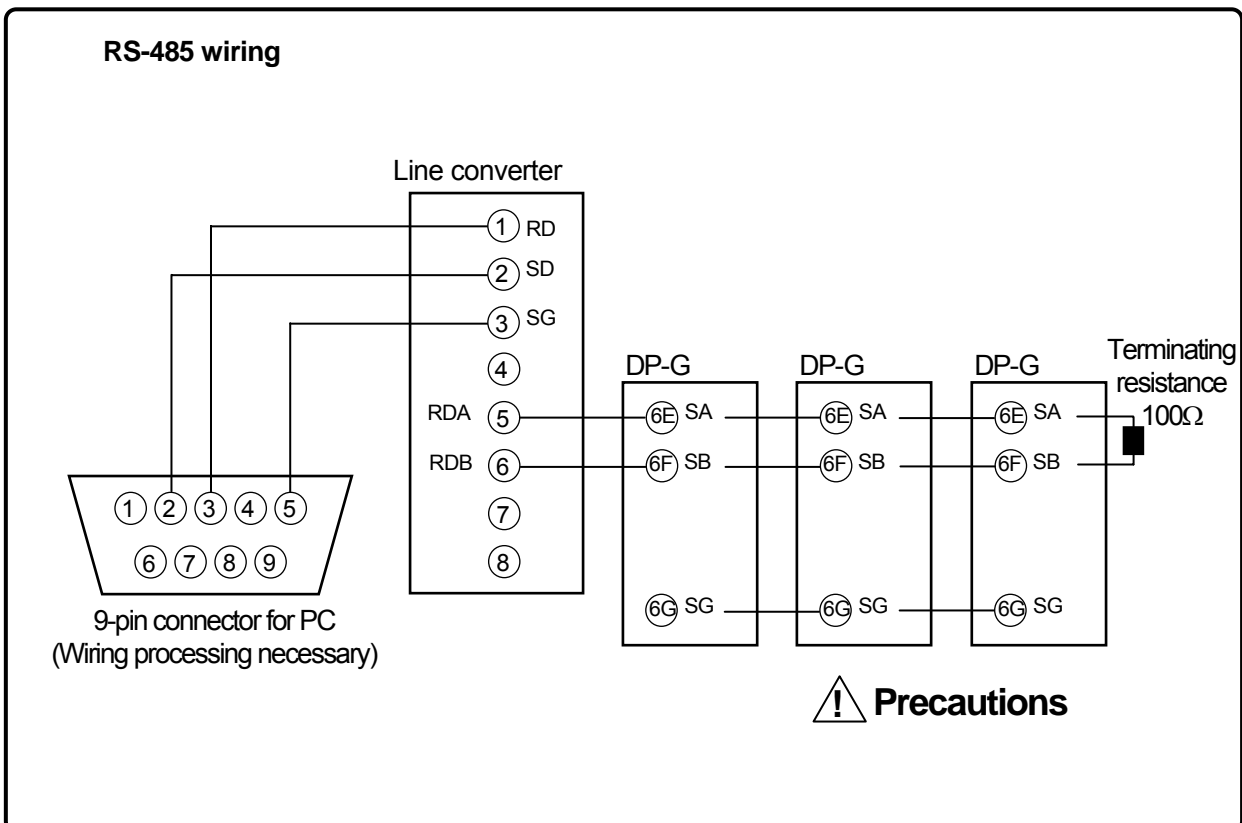 RS-485 wiring
Line converter
1 RD
2 SD
3 SG
4
RDA 5
RDB 6
7
8
DP-G
6E SA
6F SB
6G SG
DP-G
6E SA
6F SB
6G SG
DP-G
6E SA
6F SB
6G SG
Terminating
resistance
100Ω
1 2 3 4 5
6 7 8 9
9-pin connector for PC
(Wiring processing necessary)
! Precautions